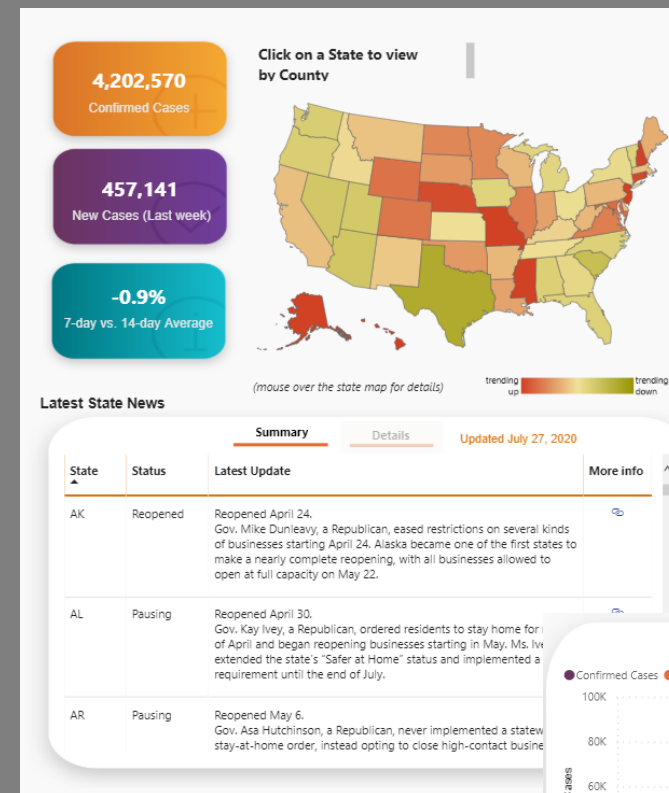 4,202,570
Confirmed Cases
457,141
New Cases (Last week)
-0.9%
7-day vs. 14-day Average
Click on a State to view
by County
(mouse over the state map for details)
trending
up
trending
down
Latest State News
Summary
Details
Updated July 27, 2020
State
Status
Latest Update
More info
AK
Reopened
Reopened April 24.
Gov. Mike Dunleavy, a Republican, eased restrictions on several kinds
of businesses starting April 24. Alaska became one of the first states to
make a nearly complete reopening, with all businesses allowed to
open at full capacity on May 22.
AL
Pausing
Reopened April 30.
Gov. Kay Ivey, a Republican, ordered residents to stay home for
of April and began reopening businesses starting in May. Ms.
extended the state's "Safer at Home" status and implemented a
requirement until the end of July.
AR
Pausing
Reopened May 6.
Gov. Asa Hutchinson, a Republican, never implemented a
stay-at-home order, instead opting to close high-contact
Confirmed Cases
100K
80K
60K